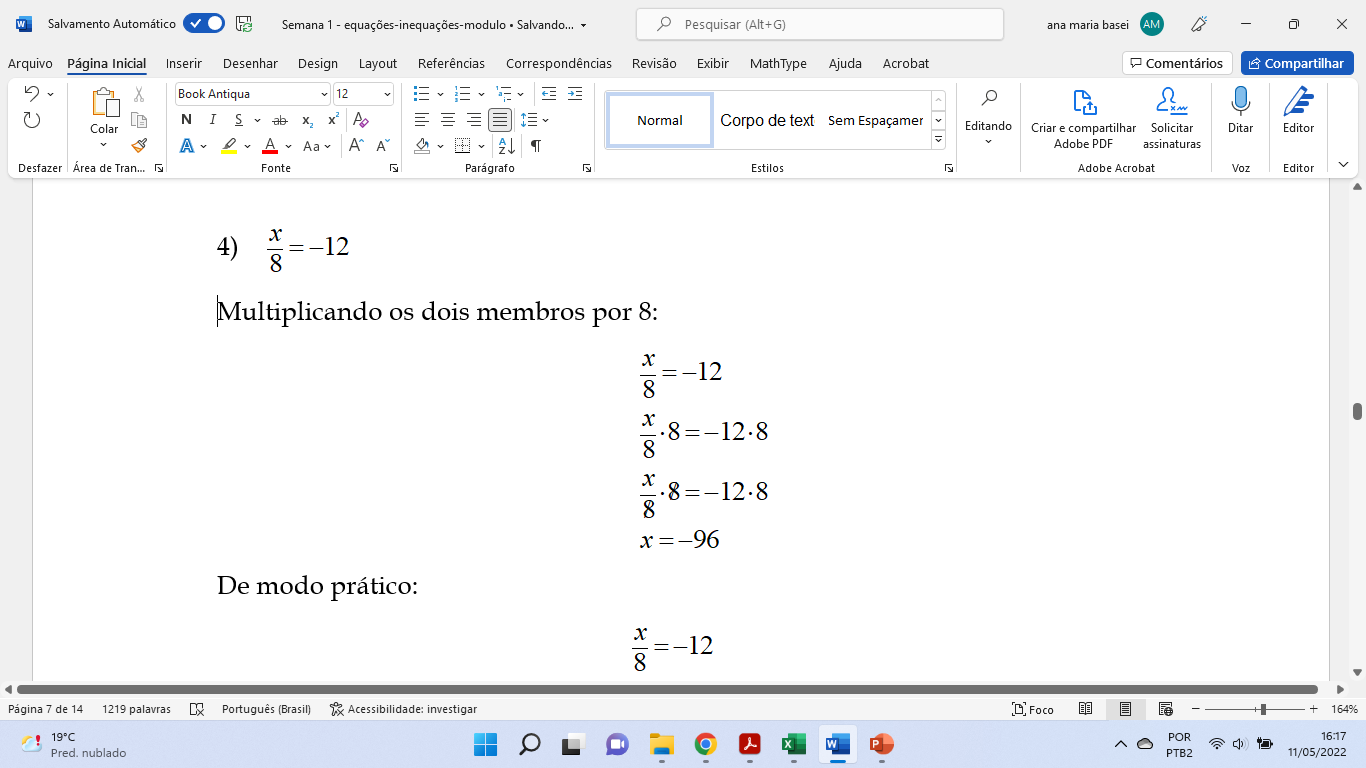 Salvamento Automático Semana 1 - equações-inequações-modulo • Salvando... Pesquisar (Alt+G) ana maria basei AM
Arquivo Página Inicial Inserir Desenhar Design Layout Referências Correspondências Revisão Exibir MathType Ajuda Acrobat Comentários Compartilhar
Book Antiqua 12
Normal Corpo de text Sem Espaçamer
N I S ab x₂ x² A
A A Aa A A
Colar
Editando
Criar e compartilhar Adobe PDF
Solicitar assinaturas
Ditar
Editor
Desfazer Área de Tran... Fonte Parágrafo Estilos Adobe Acrobat Voz Editor
4) x/8 = −12
Multiplicando os dois membros por 8:
x/8 = −12
x/8 · 8 = −12 · 8
x/8 · 8 = −12 · 8
x = −96
De modo prático:
x/8 = −12
Página 7 de 14 1219 palavras Português (Brasil) Acessibilidade: investigar Foco 164%
19°C
Pred. nublado
POR
PTB2
16:17
11/05/2022